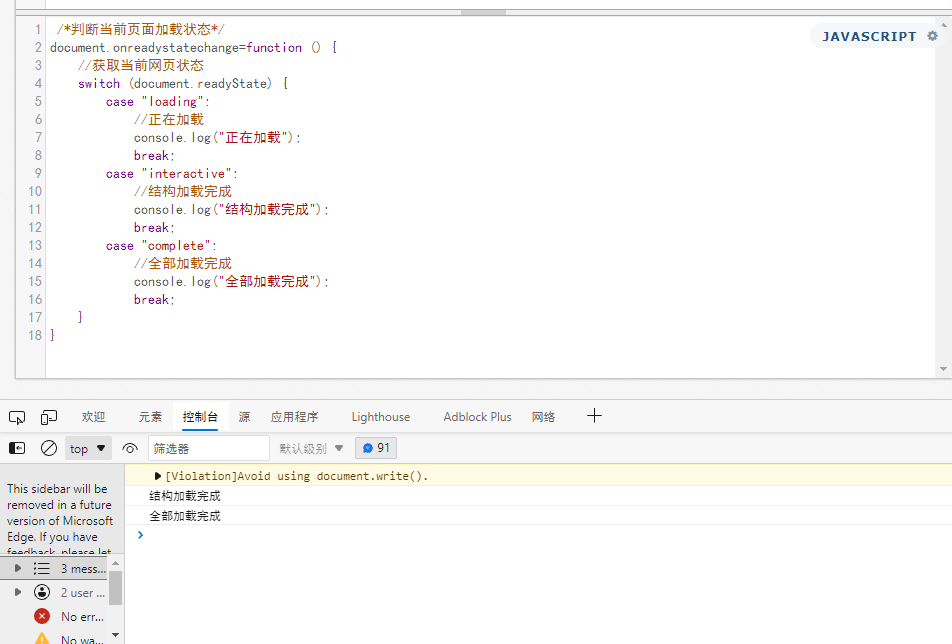 1 /*判断当前页面加载状态*/
JAVASCRIPT
2 document.onreadystatechange=function () {
3 //获取当前网页状态
4 switch (document.readyState) {
5 case "loading":
6 //正在加载
7 console.log("正在加载");
8 break;
9 case "interactive":
10 //结构加载完成
11 console.log("结构加载完成");
12 break;
13 case "complete":
14 //全部加载完成
15 console.log("全部加载完成");
16 break;
17 }
18 }
欢迎 元素 控制台 源 应用程序 Lighthouse Adblock Plus 网络
top 筛选器 默认级别 91
[Violation]Avoid using document.write().
结构加载完成
全部加载完成
This sidebar will be
removed in a future
version of Microsoft
Edge. If you have
feedback, please let
3 mess...
2 user ...
No err...
No wa...